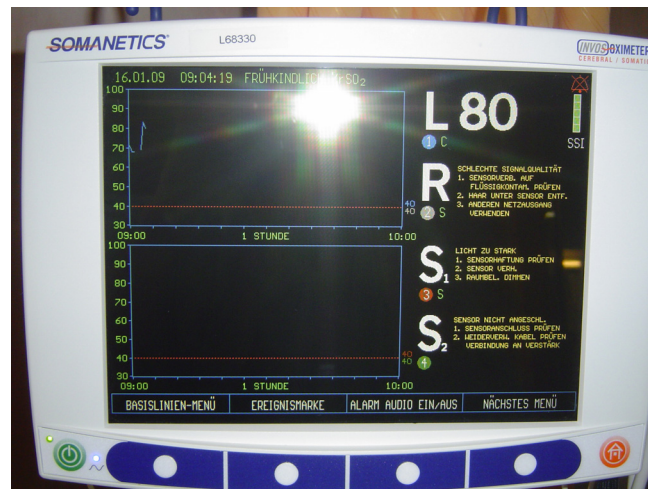 SOMANETICS
L68330
INVOS OXIMETER
CEREBRAL / SOMATIC
16.01.09 09:04:19 SO₂
100
90
80
70
60
50
40
30
40
40
09:00 1 STUNDE 10:00
L 80
1 C
SSI
R
2 S
SCHLECHTE SIGNALQUALITÄT
1. SENSORVERB. AUF
FLÜSSIGKONTAM. PRÜFEN
2. HAAR UNTER SENSOR ENTF.
3. ANDEREN NETZAUSGANG
VERWENDEN
100
90
80
70
60
50
40
30
40
40
09:00 1 STUNDE 10:00
S1
3 S
LICHT ZU STARK
1. SENSORHAFTUNG PRÜFEN
2. SENSOR VERH.
3. RAUMBEL. DIMMEN
S2
4
SENSOR NICHT ANGESCHL.
1. SENSORANSCHLUSS PRÜFEN
2. WEIDERVERW. KABEL PRÜFEN
VERBINDUNG AN VERSTÄRK
BASISLINIEN-MENÜ EREIGNISMARKE ALARM AUDIO EIN/AUS NÄCHSTES MENÜ